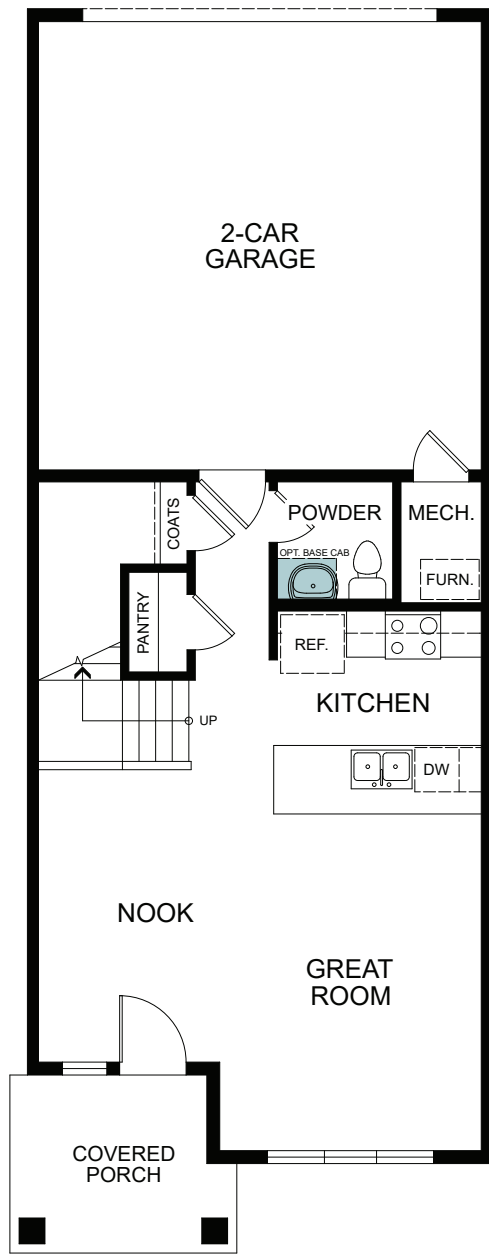 2-CAR
GARAGE
COATS
POWDER
MECH.
OPT. BASE CAB
FURN.
PANTRY
REF.
KITCHEN
UP
DW
NOOK
GREAT
ROOM
COVERED
PORCH